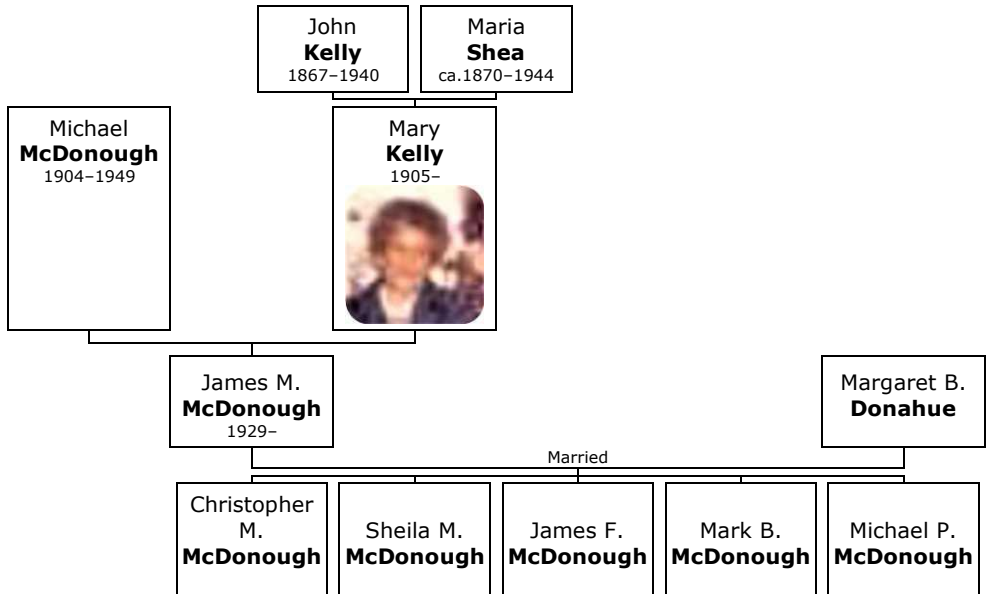 John
Kelly
1867–1940
Maria
Shea
ca.1870–1944
Michael
McDonough
1904–1949
Mary
Kelly
1905–
James M.
McDonough
1929–
Margaret B.
Donahue
Married
Christopher
M.
McDonough
Sheila M.
McDonough
James F.
McDonough
Mark B.
McDonough
Michael P.
McDonough